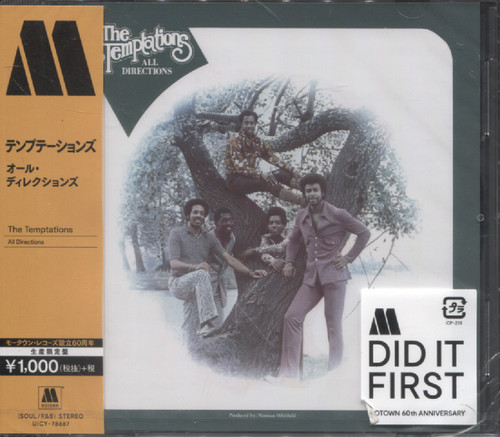 The
Temptations
ALL
DIRECTIONS
テンプテーションズ
オール・
ディレクションズ
The Temptations
All Directions
モータウン・レコーズ設立60周年
生産限定盤
¥1,000(税抜)+税
MOTOWN
(SOUL/R&B) STEREO
UICY-78887
CP-215
DID IT
FIRST
OTOWN 60th ANNIVERSARY
Produced by: Norman Whitfield